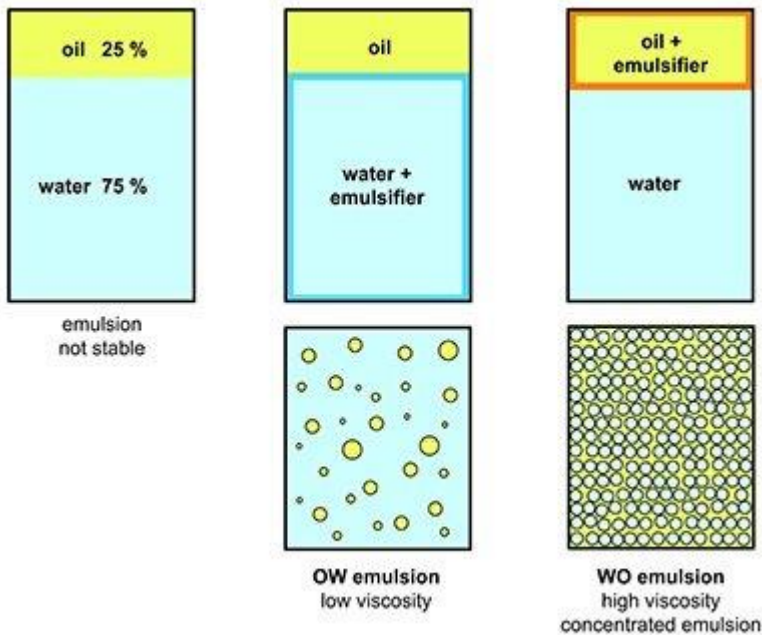 oil 25 %
water 75 %
emulsion
not stable
oil
water +
emulsifier
OW emulsion
low viscosity
oil +
emulsifier
water
WO emulsion
high viscosity
concentrated emulsion